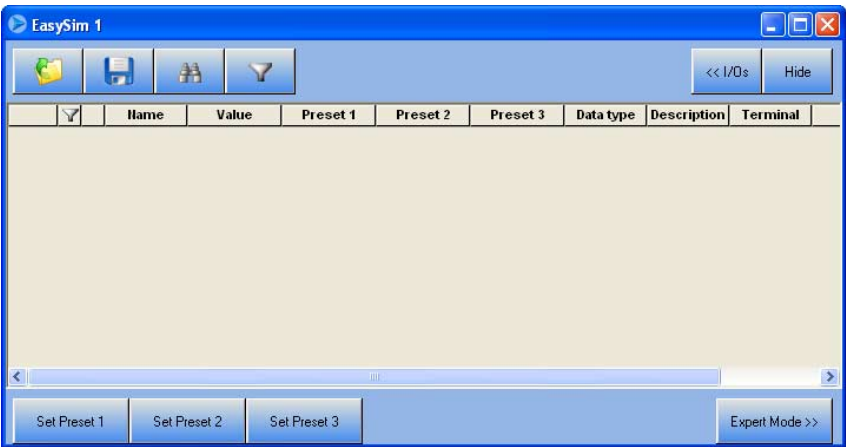 EasySim 1
<< I/Os Hide
Name Value Preset 1 Preset 2 Preset 3 Data type Description Terminal
Set Preset 1 Set Preset 2 Set Preset 3 Expert Mode >>